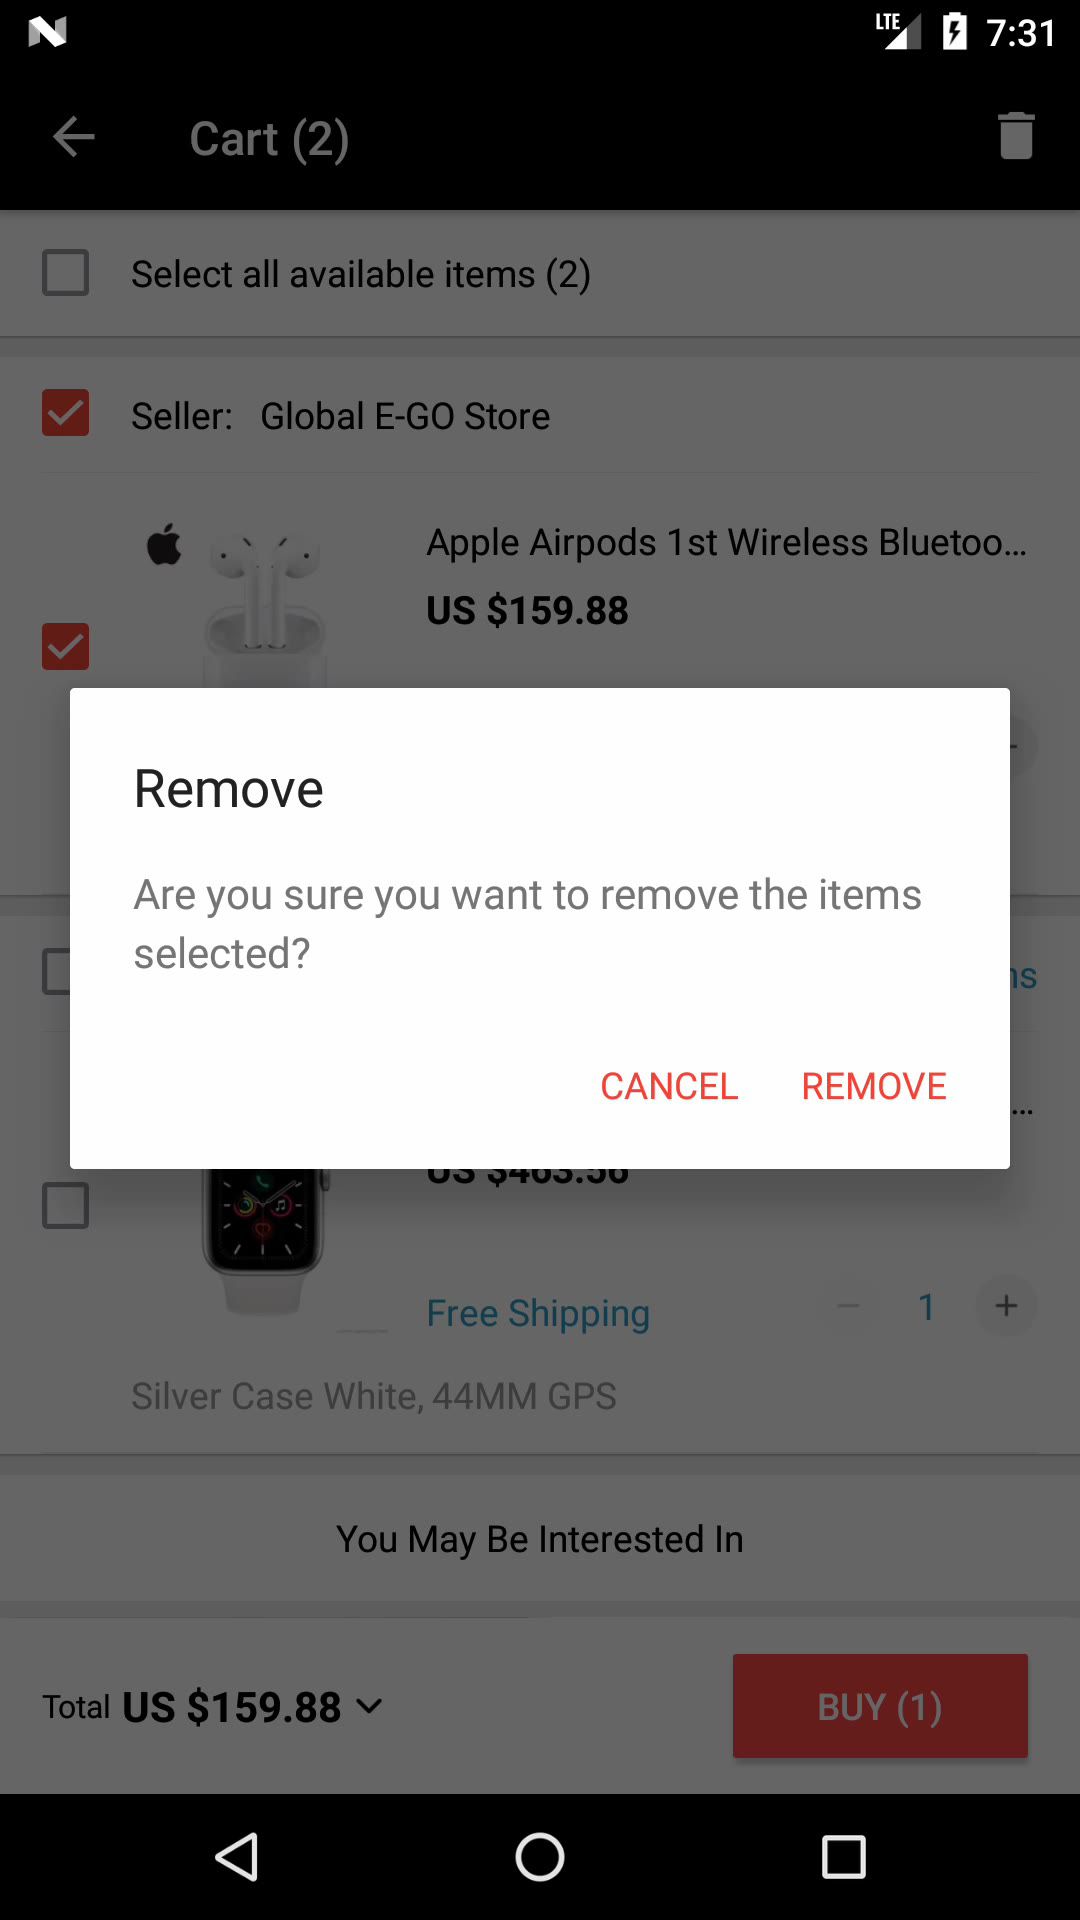 LTE 7:31
Cart (2)
Select all available items (2)
Seller: Global E-GO Store
Apple Airpods 1st Wireless Bluetoo...
US $159.88
Remove
Are you sure you want to remove the items
selected?
CANCEL REMOVE
...
US $463.56
Free Shipping
1
Silver Case White, 44MM GPS
You May Be Interested In
Total US $159.88
BUY (1)